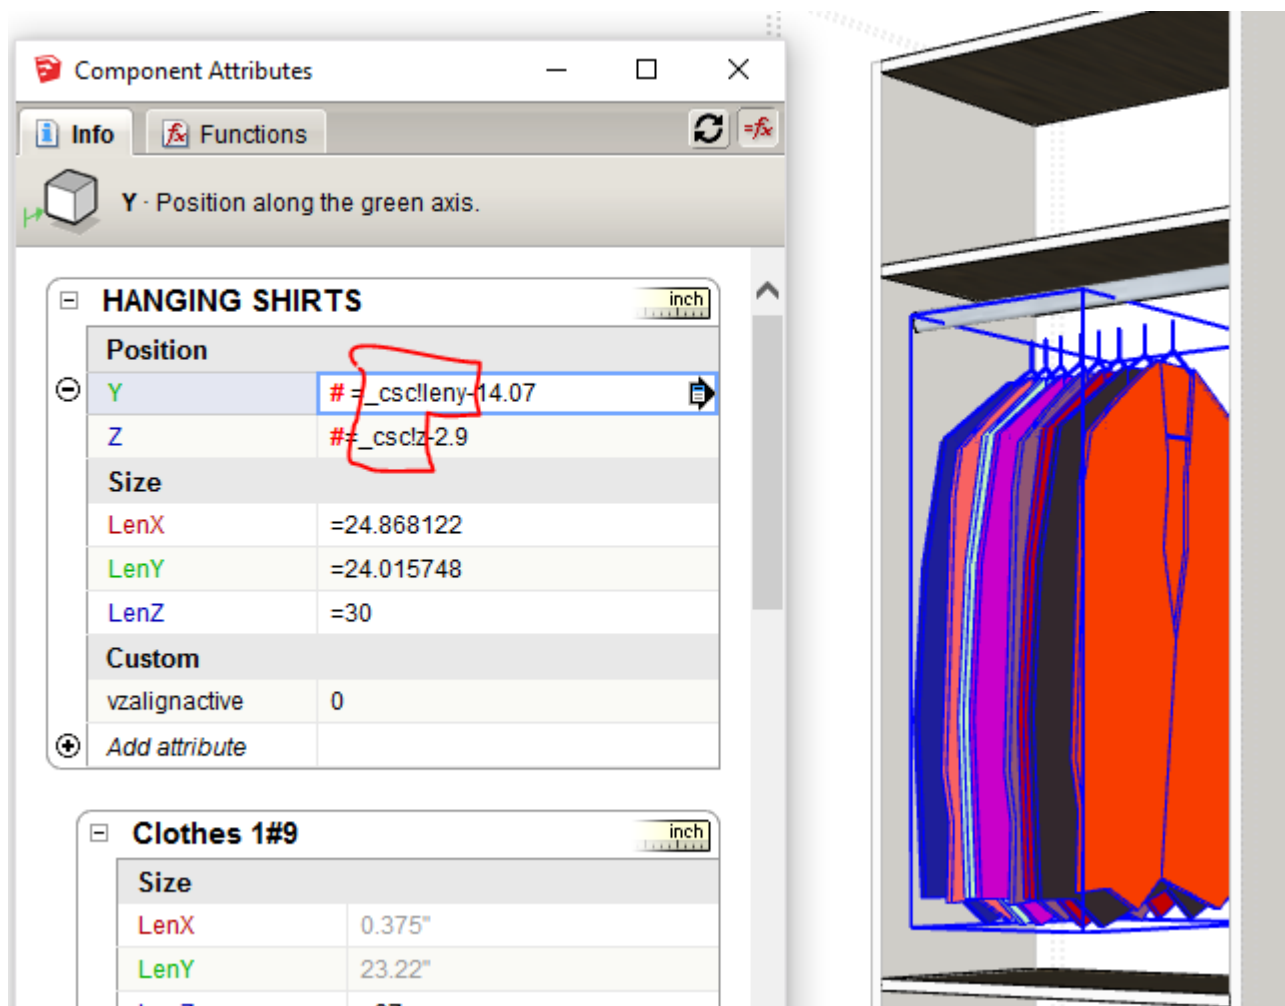 Component Attributes
Info
Functions
=fx
Y - Position along the green axis.
HANGING SHIRTS
inch
Position
Y
# =_csc!leny-14.07
Z
#=_csc!z-2.9
Size
LenX
=24.868122
LenY
=24.015748
LenZ
=30
Custom
vzalignactive
0
Add attribute
Clothes 1#9
inch
Size
LenX
0.375"
LenY
23.22"